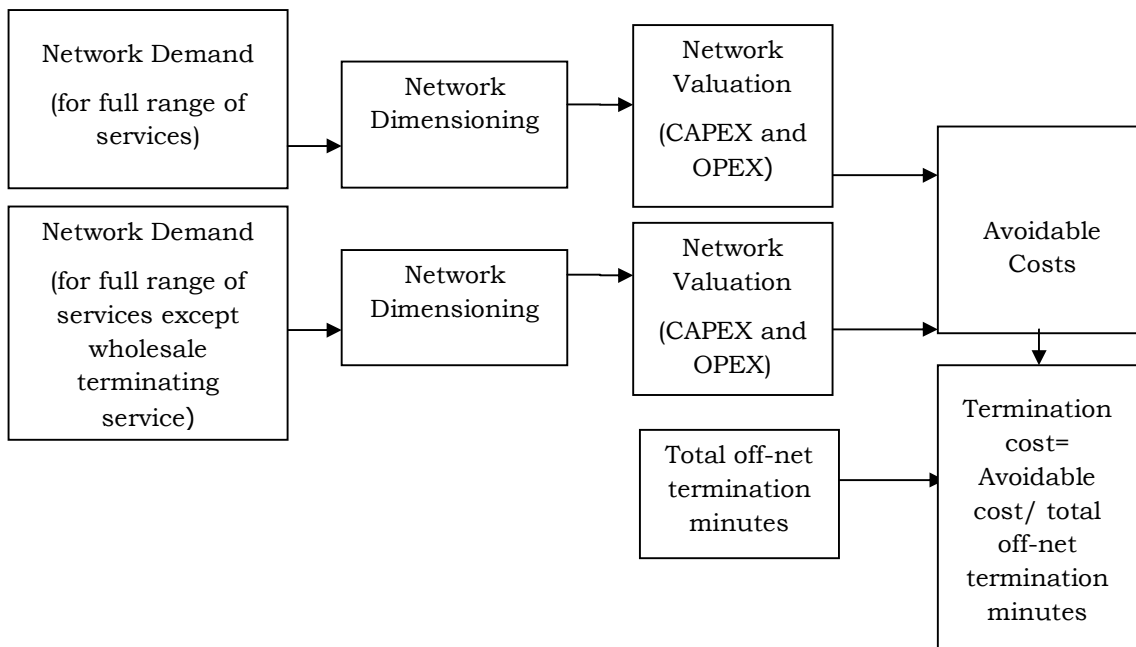 Network Demand
(for full range of
services)
Network
Dimensioning
Network
Valuation
(CAPEX and
OPEX)
Avoidable
Costs
Network Demand
(for full range of
services except
wholesale
terminating
service)
Network
Dimensioning
Network
Valuation
(CAPEX and
OPEX)
Total off-net
termination
minutes
Termination
cost=
Avoidable
cost/ total
off-net
termination
minutes